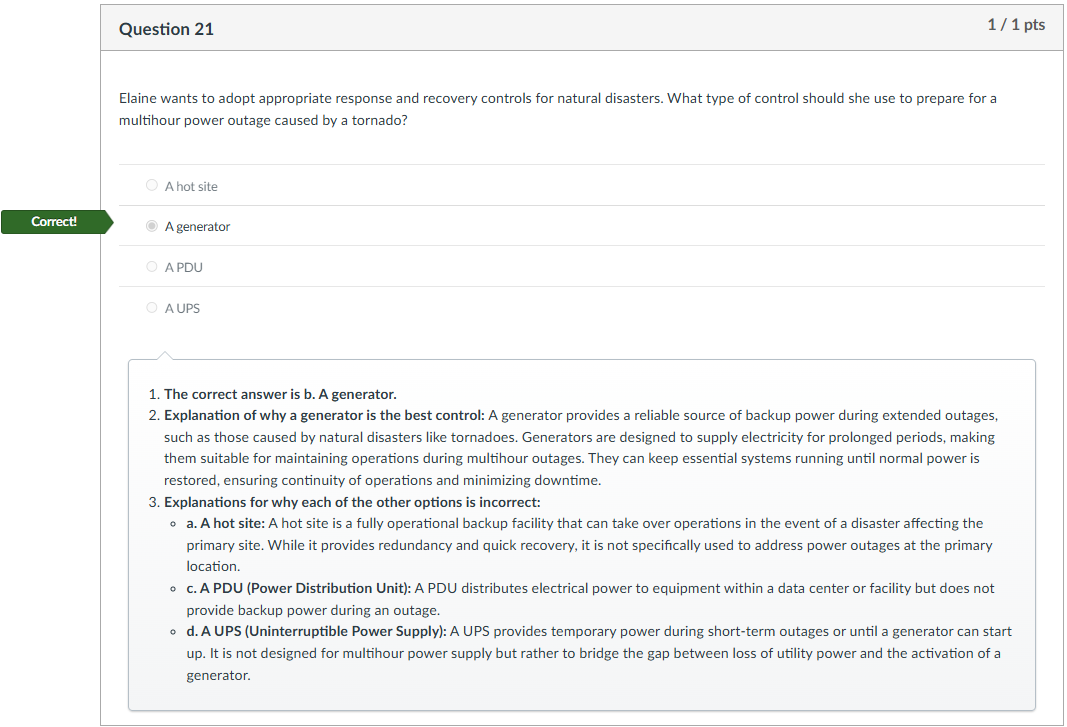 Question 21
1 / 1 pts
Elaine wants to adopt appropriate response and recovery controls for natural disasters. What type of control should she use to prepare for a
multihour power outage caused by a tornado?
A hot site
Correct!
A generator
A PDU
A UPS
1. The correct answer is b. A generator.
2. Explanation of why a generator is the best control: A generator provides a reliable source of backup power during extended outages,
such as those caused by natural disasters like tornadoes. Generators are designed to supply electricity for prolonged periods, making
them suitable for maintaining operations during multihour outages. They can keep essential systems running until normal power is
restored, ensuring continuity of operations and minimizing downtime.
3. Explanations for why each of the other options is incorrect:
a. A hot site: A hot site is a fully operational backup facility that can take over operations in the event of a disaster affecting the
primary site. While it provides redundancy and quick recovery, it is not specifically used to address power outages at the primary
location.
c. A PDU (Power Distribution Unit): A PDU distributes electrical power to equipment within a data center or facility but does not
provide backup power during an outage.
d. A UPS (Uninterruptible Power Supply): A UPS provides temporary power during short-term outages or until a generator can start
up. It is not designed for multihour power supply but rather to bridge the gap between loss of utility power and the activation of a
generator.